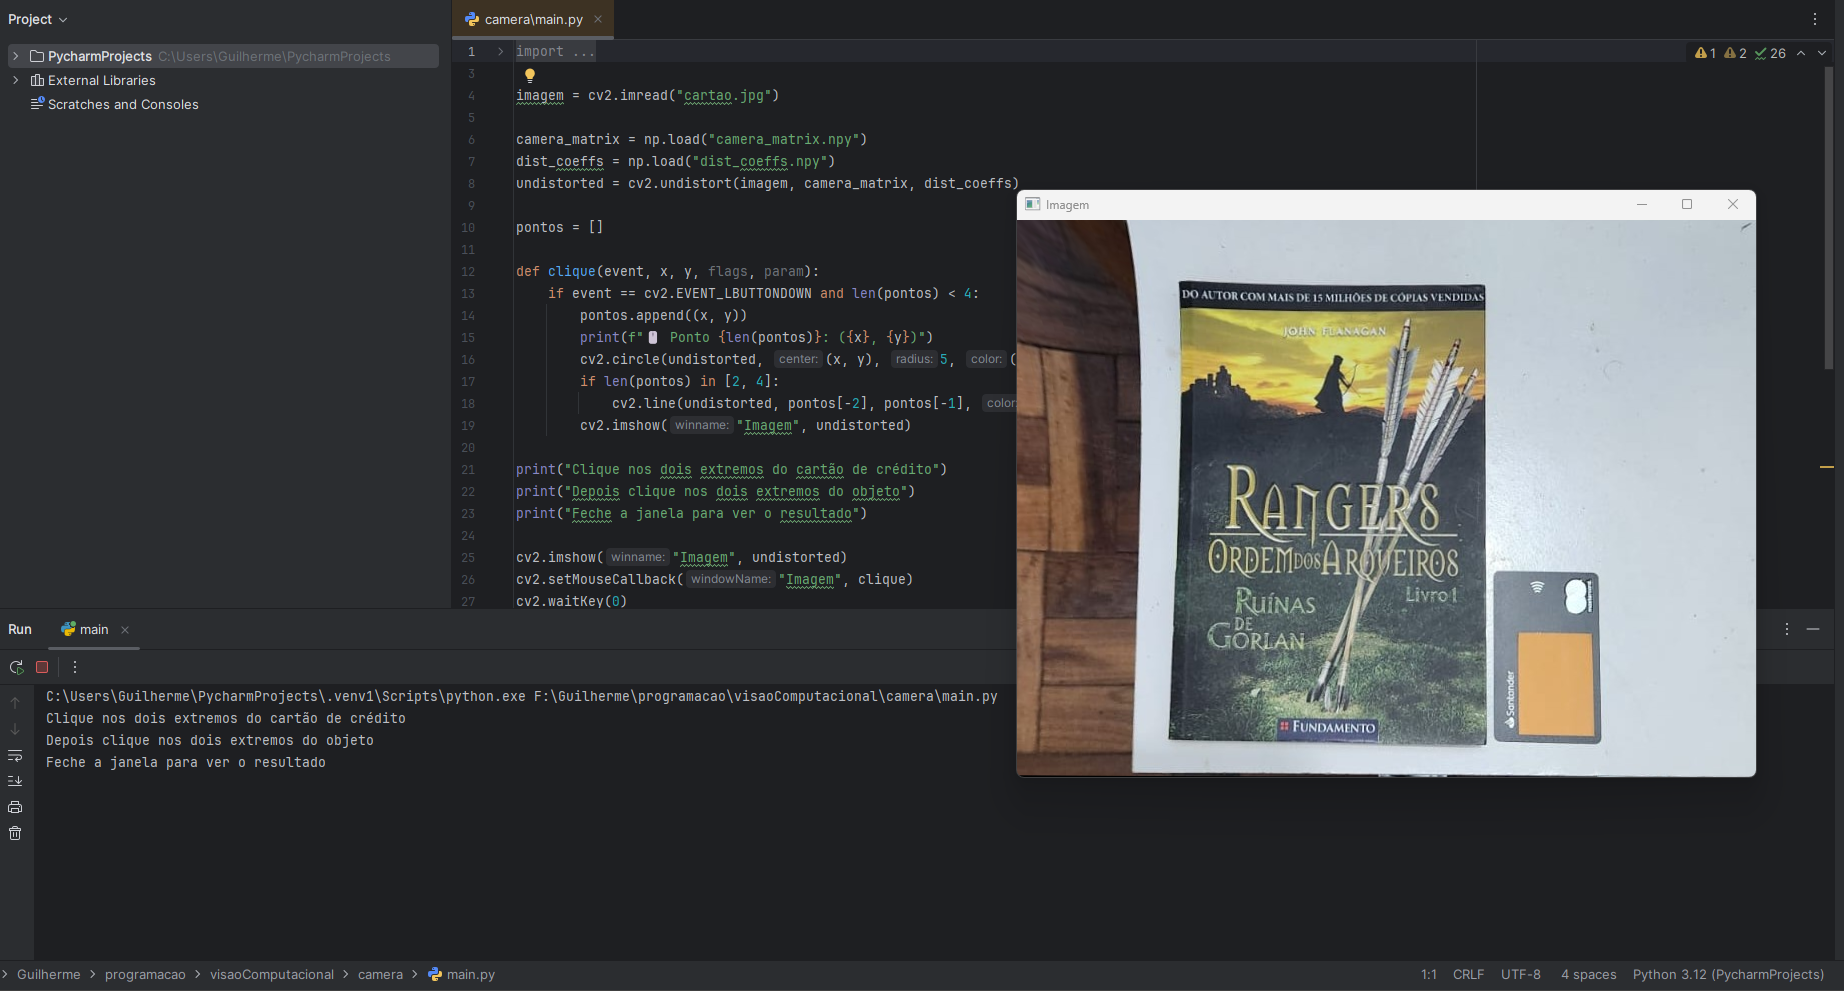 Project
camera\main.py
PycharmProjects C:\Users\Guilherme\PycharmProjects
External Libraries
Scratches and Consoles
1 import ...
1 2 26
3
4 imagem = cv2.imread("cartao.jpg")
5
6 camera_matrix = np.load("camera_matrix.npy")
7 dist_coeffs = np.load("dist_coeffs.npy")
8 undistorted = cv2.undistort(imagem, camera_matrix, dist_coeffs)
9
10 pontos = []
11
12 def clique(event, x, y, flags, param):
13 if event == cv2.EVENT_LBUTTONDOWN and len(pontos) < 4:
14 pontos.append((x, y))
15 print(f"🖱 Ponto {len(pontos)}: ({x}, {y})")
16 cv2.circle(undistorted, center: (x, y), radius: 5, color: (
17 if len(pontos) in [2, 4]:
18 cv2.line(undistorted, pontos[-2], pontos[-1], color:
19 cv2.imshow( winname: "Imagem", undistorted)
20
21 print("Clique nos dois extremos do cartão de crédito")
22 print("Depois clique nos dois extremos do objeto")
23 print("Feche a janela para ver o resultado")
24
25 cv2.imshow( winname: "Imagem", undistorted)
26 cv2.setMouseCallback( windowName: "Imagem", clique)
27 cv2.waitKey(0)
Imagem
DO AUTOR COM MAIS DE 15 MILHÕES DE CÓPIAS VENDIDAS
JOHN FLANAGAN
RANGERS
ORDEM DOS ARQUEIROS
RUÍNAS
DE
GORLAN
Livro 1
FUNDAMENTO
mastercard
Santander
Run main
C:\Users\Guilherme\PycharmProjects\.venv1\Scripts\python.exe F:\Guilherme\programacao\visaoComputacional\camera\main.py
Clique nos dois extremos do cartão de crédito
Depois clique nos dois extremos do objeto
Feche a janela para ver o resultado
Guilherme > programacao > visaoComputacional > camera > main.py
1:1 CRLF UTF-8 4 spaces Python 3.12 (PycharmProjects)